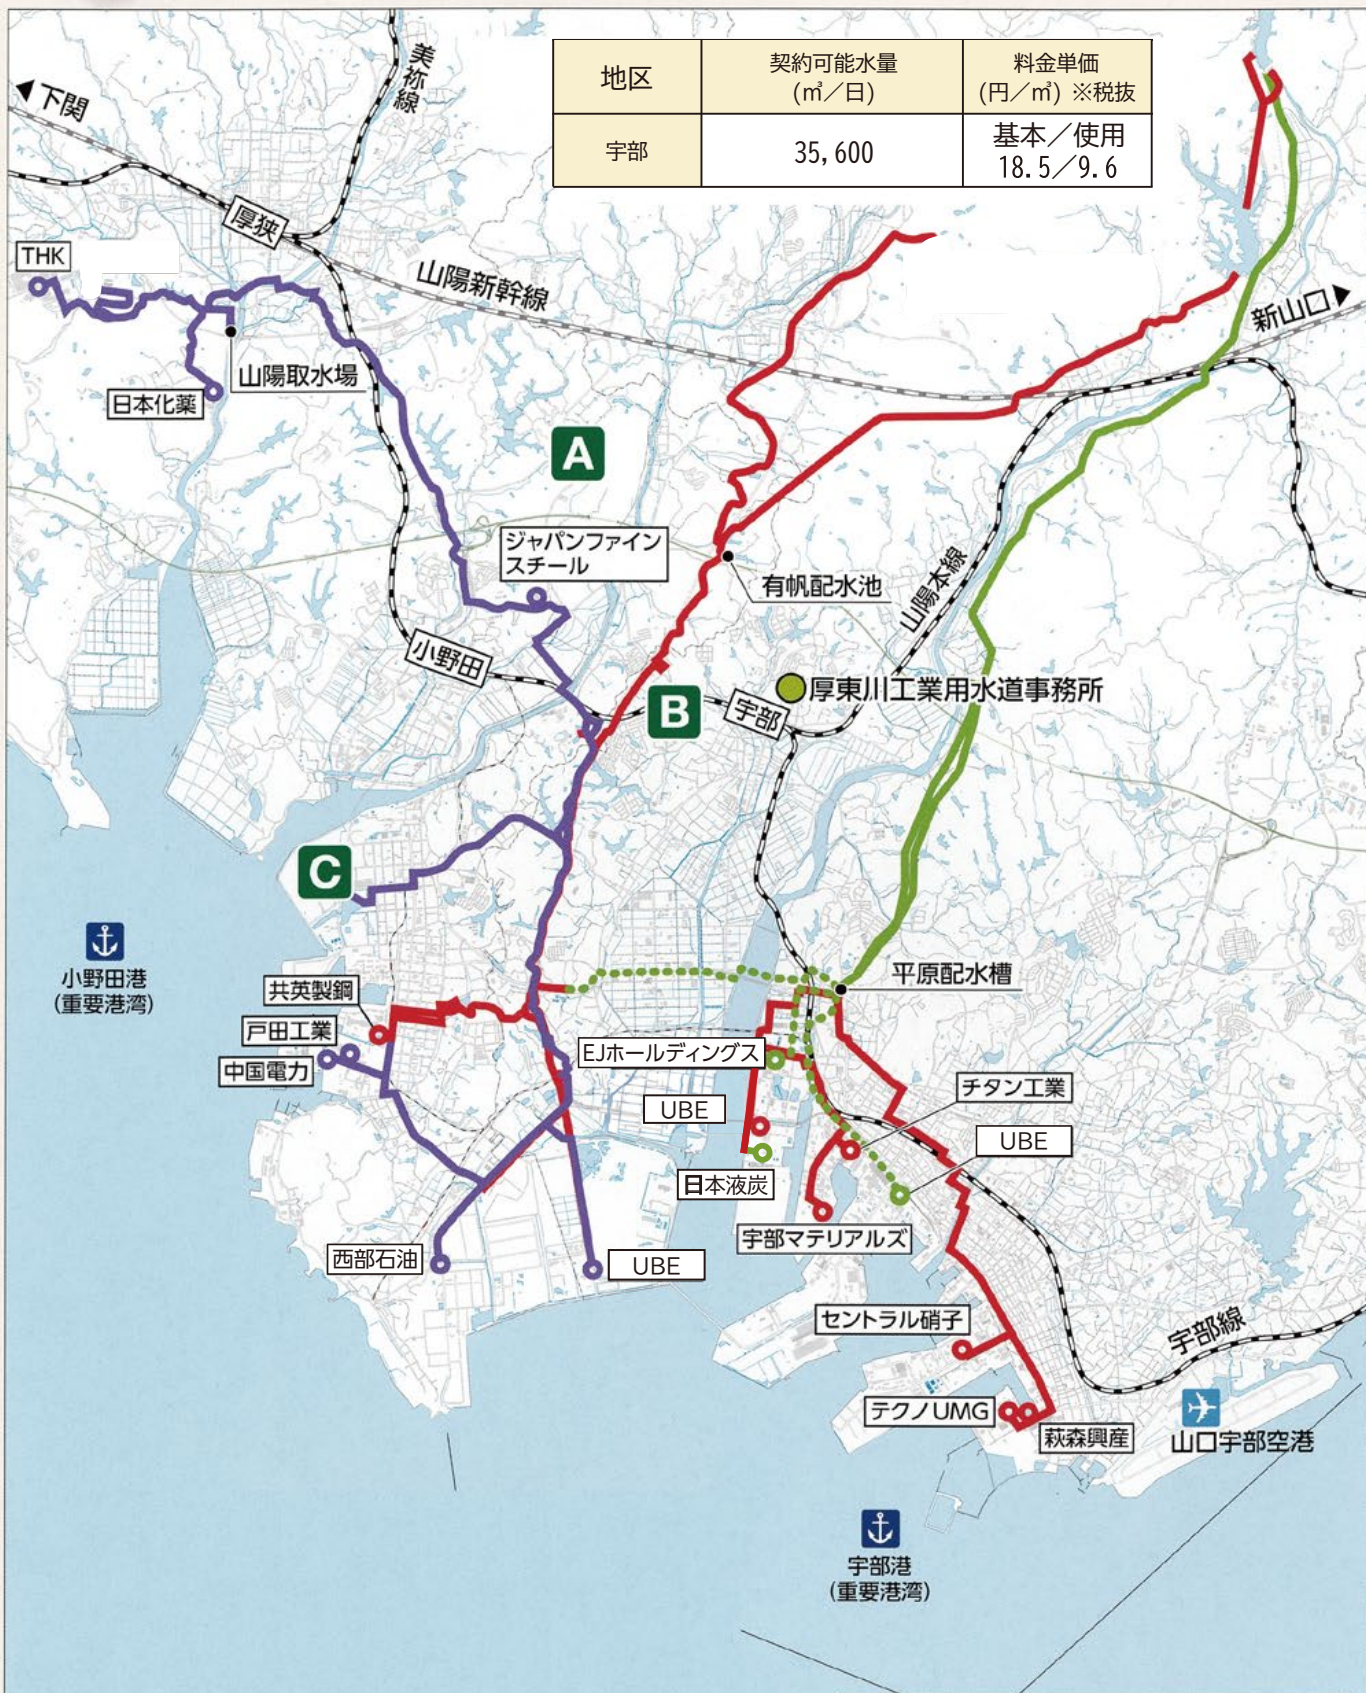 地区
契約可能水量
(㎥／日)
料金単価
(円／㎥) ※税抜
宇部
35,600
基本／使用
18.5／9.6
◀下関
美祢線
厚狭
THK
山陽新幹線
新山口▶
山陽取水場
日本化薬
A
ジャパンファイン
スチール
有帆配水池
山陽本線
小野田
B
宇部
厚東川工業用水道事務所
C
小野田港
(重要港湾)
共英製鋼
戸田工業
中国電力
平原配水槽
EJホールディングス
チタン工業
UBE
UBE
日本液炭
宇部マテリアルズ
西部石油
UBE
セントラル硝子
宇部線
テクノUMG
萩森興産
山口宇部空港
宇部港
(重要港湾)